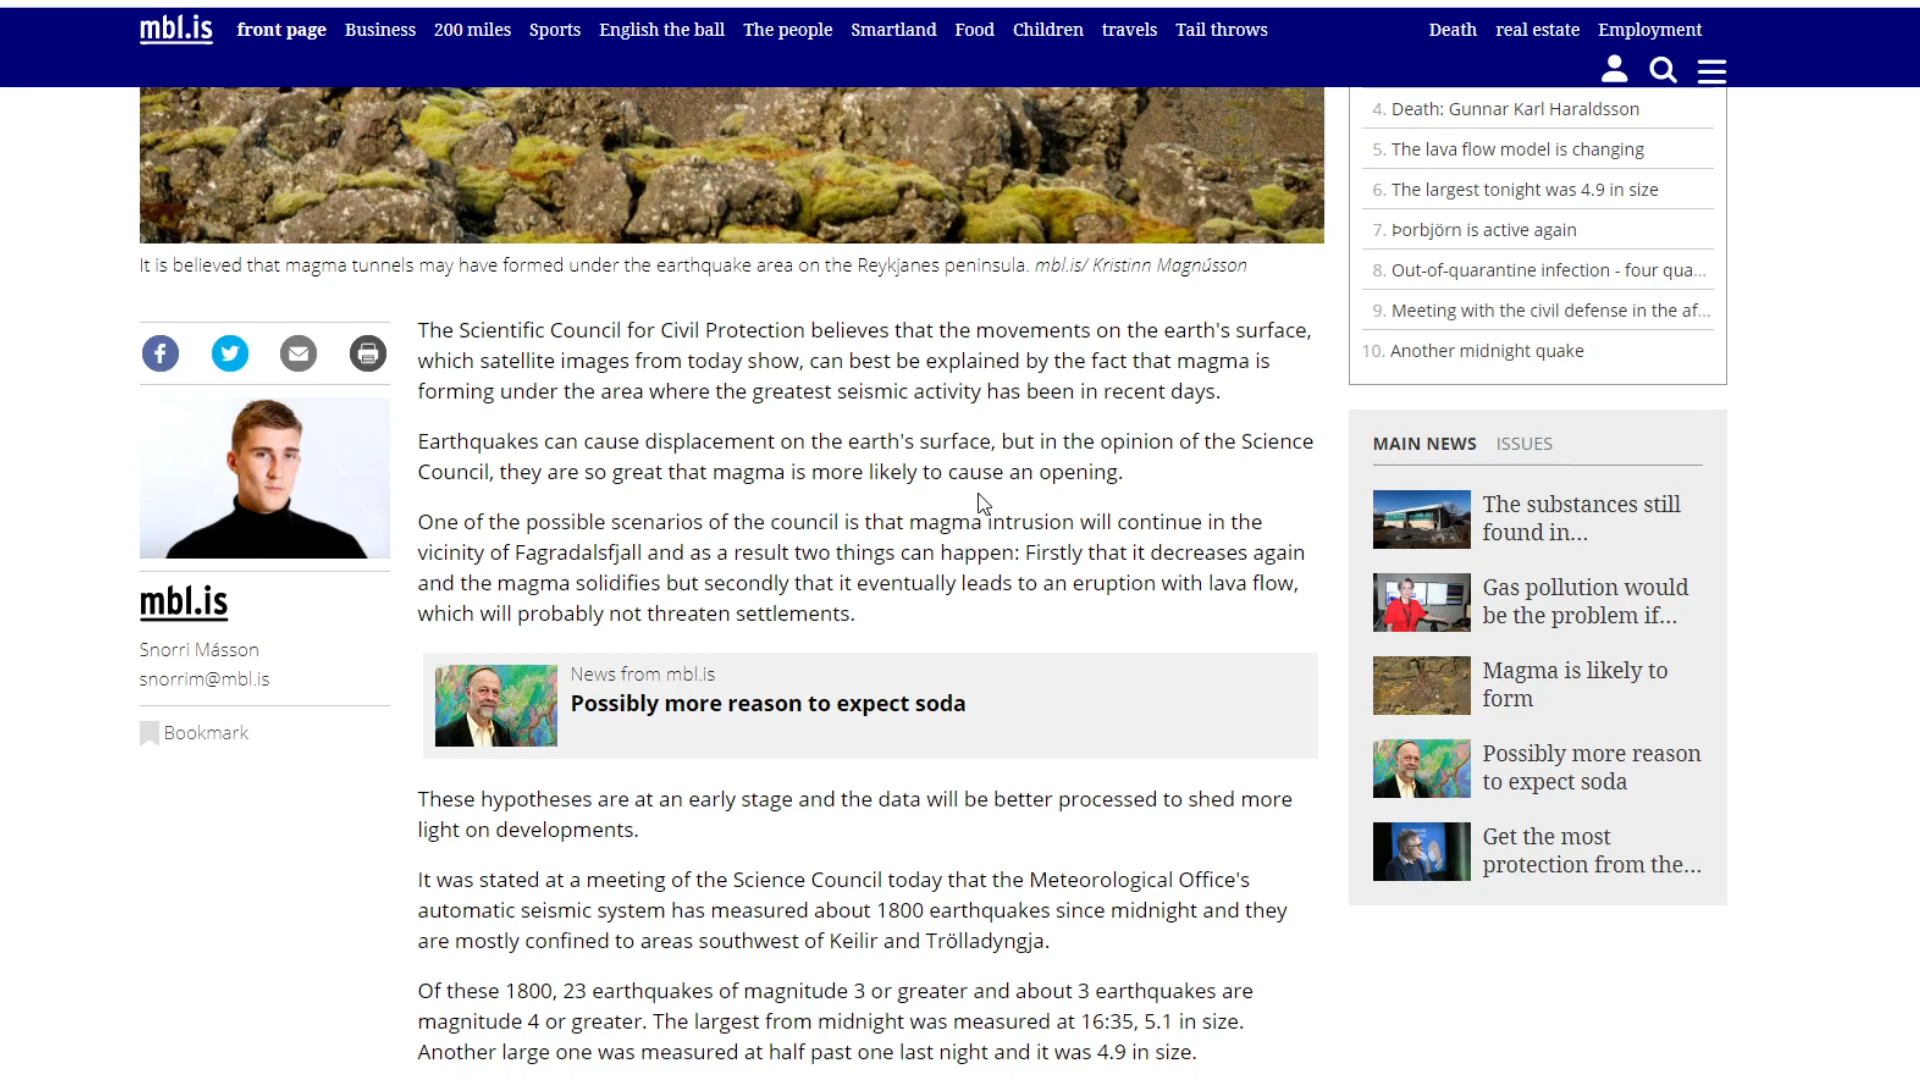 mbl.is front page Business 200 miles Sports English the ball The people Smartland Food Children travels Tail throws Death real estate Employment
4. Death: Gunnar Karl Haraldsson
5. The lava flow model is changing
6. The largest tonight was 4.9 in size
7. Þorbjörn is active again
8. Out-of-quarantine infection - four qua...
9. Meeting with the civil defense in the af...
10. Another midnight quake
It is believed that magma tunnels may have formed under the earthquake area on the Reykjanes peninsula. mbl.is/ Kristinn Magnússon
The Scientific Council for Civil Protection believes that the movements on the earth's surface,
which satellite images from today show, can best be explained by the fact that magma is
forming under the area where the greatest seismic activity has been in recent days.
Earthquakes can cause displacement on the earth's surface, but in the opinion of the Science
Council, they are so great that magma is more likely to cause an opening.
One of the possible scenarios of the council is that magma intrusion will continue in the
vicinity of Fagradalsfjall and as a result two things can happen: Firstly that it decreases again
and the magma solidifies but secondly that it eventually leads to an eruption with lava flow,
which will probably not threaten settlements.
News from mbl.is
Possibly more reason to expect soda
These hypotheses are at an early stage and the data will be better processed to shed more
light on developments.
It was stated at a meeting of the Science Council today that the Meteorological Office's
automatic seismic system has measured about 1800 earthquakes since midnight and they
are mostly confined to areas southwest of Keilir and Trölladyngja.
Of these 1800, 23 earthquakes of magnitude 3 or greater and about 3 earthquakes are
magnitude 4 or greater. The largest from midnight was measured at 16:35, 5.1 in size.
Another large one was measured at half past one last night and it was 4.9 in size.
mbl.is
Snorri Másson
snorrim@mbl.is
Bookmark
MAIN NEWS ISSUES
The substances still
found in...
Gas pollution would
be the problem if...
Magma is likely to
form
Possibly more reason
to expect soda
Get the most
protection from the...